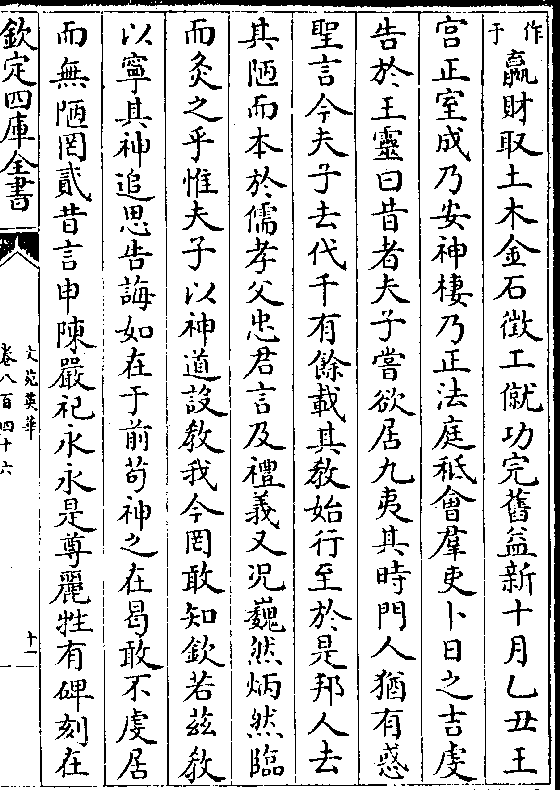 作于
羸財取土木金石徵工僦功完舊益新十月乙丑王
宫正室成乃安神棲乃正法庭秪㑹羣吏卜日之吉虔
告於王靈曰昔者夫子嘗欲居九夷其時門人猶有惑
聖言今夫子去代千有餘載其教始行至於是邦人去
其陋而本於儒孝父忠君言及禮義又况巍然炳然臨
而炙之乎惟夫子以神道設教我今罔敢知欽若兹教
以寧其神追思告誨如在于前苟神之在曷敢不虔居
而無陋罔貳昔言申陳嚴祀永永是尊麗牲有碑刻在
欽定四庫全書
文苑英華
卷八百四十六
十一